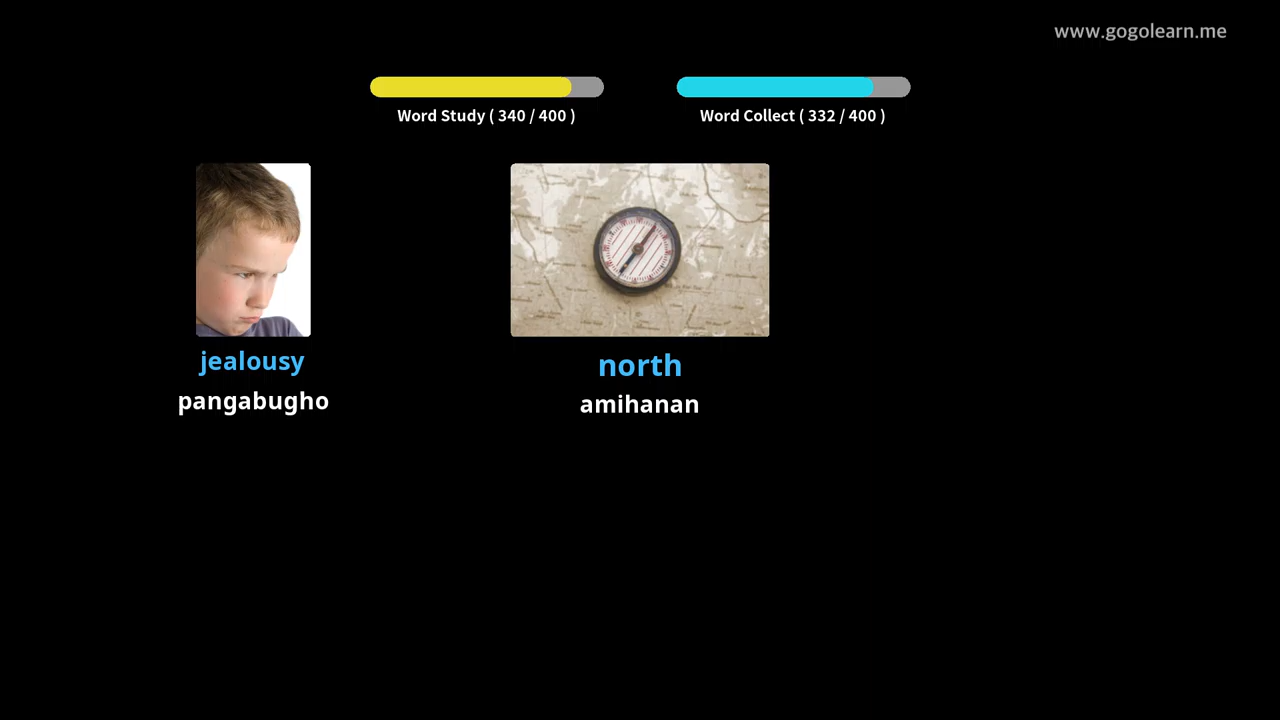 www.gogolearn.me
Word Study ( 340 / 400 )
Word Collect ( 332 / 400 )
jealousy
pangabugho
north
amihanan